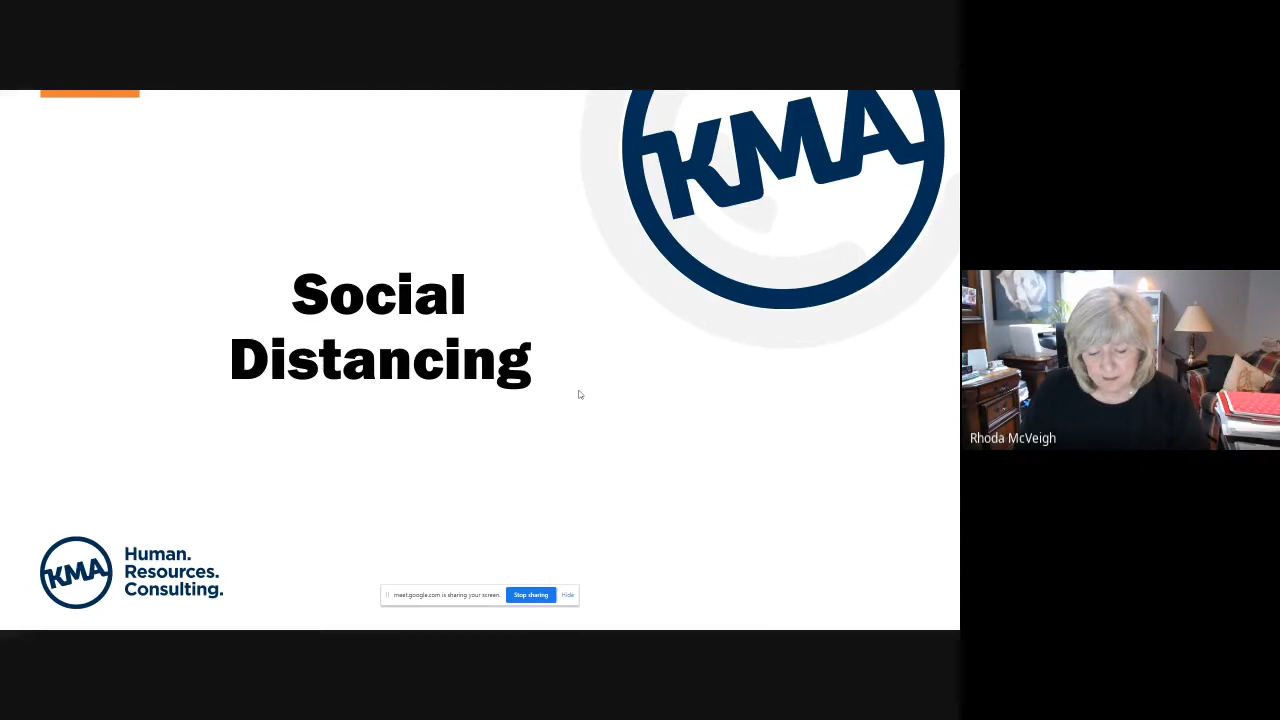 KMA
Social
Distancing
KMA
Human.
Resources.
Consulting.
meet.google.com is sharing your screen.
Stop sharing
Hide
Rhoda McVeigh